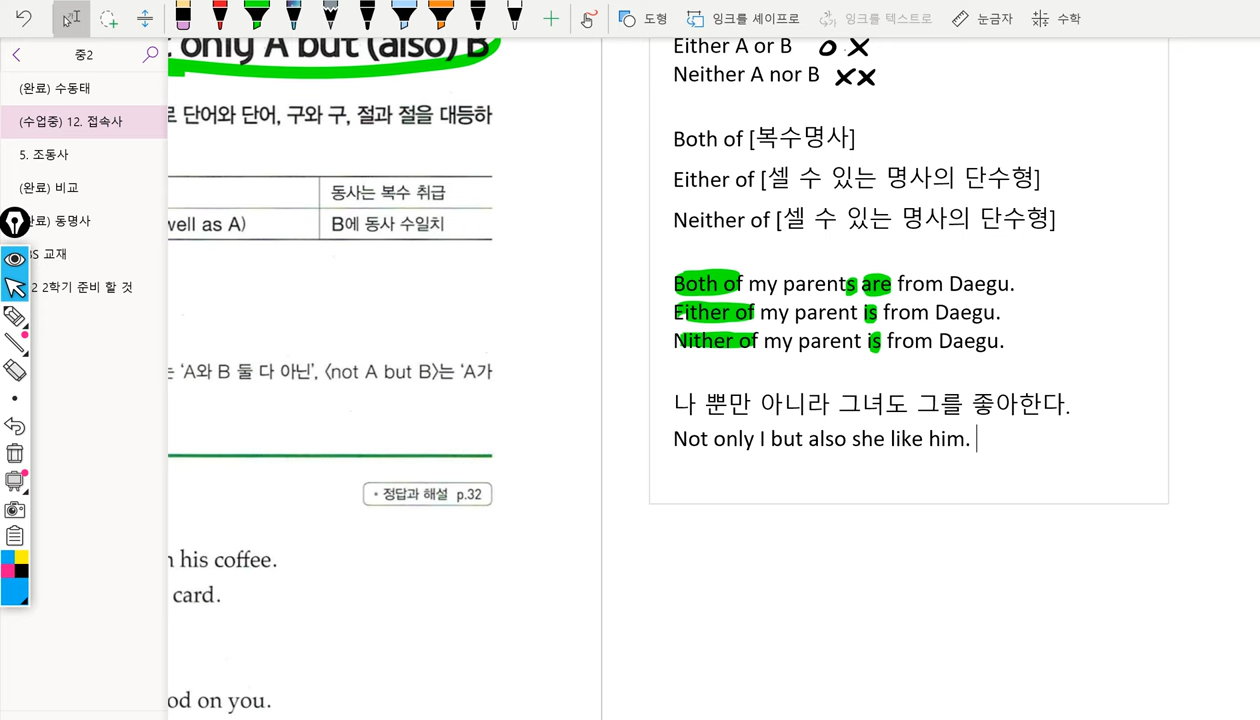 도형
잉크를 셰이프로
잉크를 텍스트로
눈금자
수학
중2
(완료) 수동태
(수업중) 12. 접속사
5. 조동사
(완료) 비교
료) 동명사
교재
2 2학기 준비 할 것
only A but (also) B
로 단어와 단어, 구와 구, 절과 절을 대등하
동사는 복수 취급
well as A) B에 동사 수일치
는 'A와 B 둘 다 아닌', 〈not A but B〉는 'A가
• 정답과 해설 p.32
his coffee.
card.
od on you.
Either A or B O X
Neither A nor B X X
Both of [복수명사]
Either of [셀 수 있는 명사의 단수형]
Neither of [셀 수 있는 명사의 단수형]
Both of my parents are from Daegu.
Either of my parent is from Daegu.
Nither of my parent is from Daegu.
나 뿐만 아니라 그녀도 그를 좋아한다.
Not only I but also she like him.